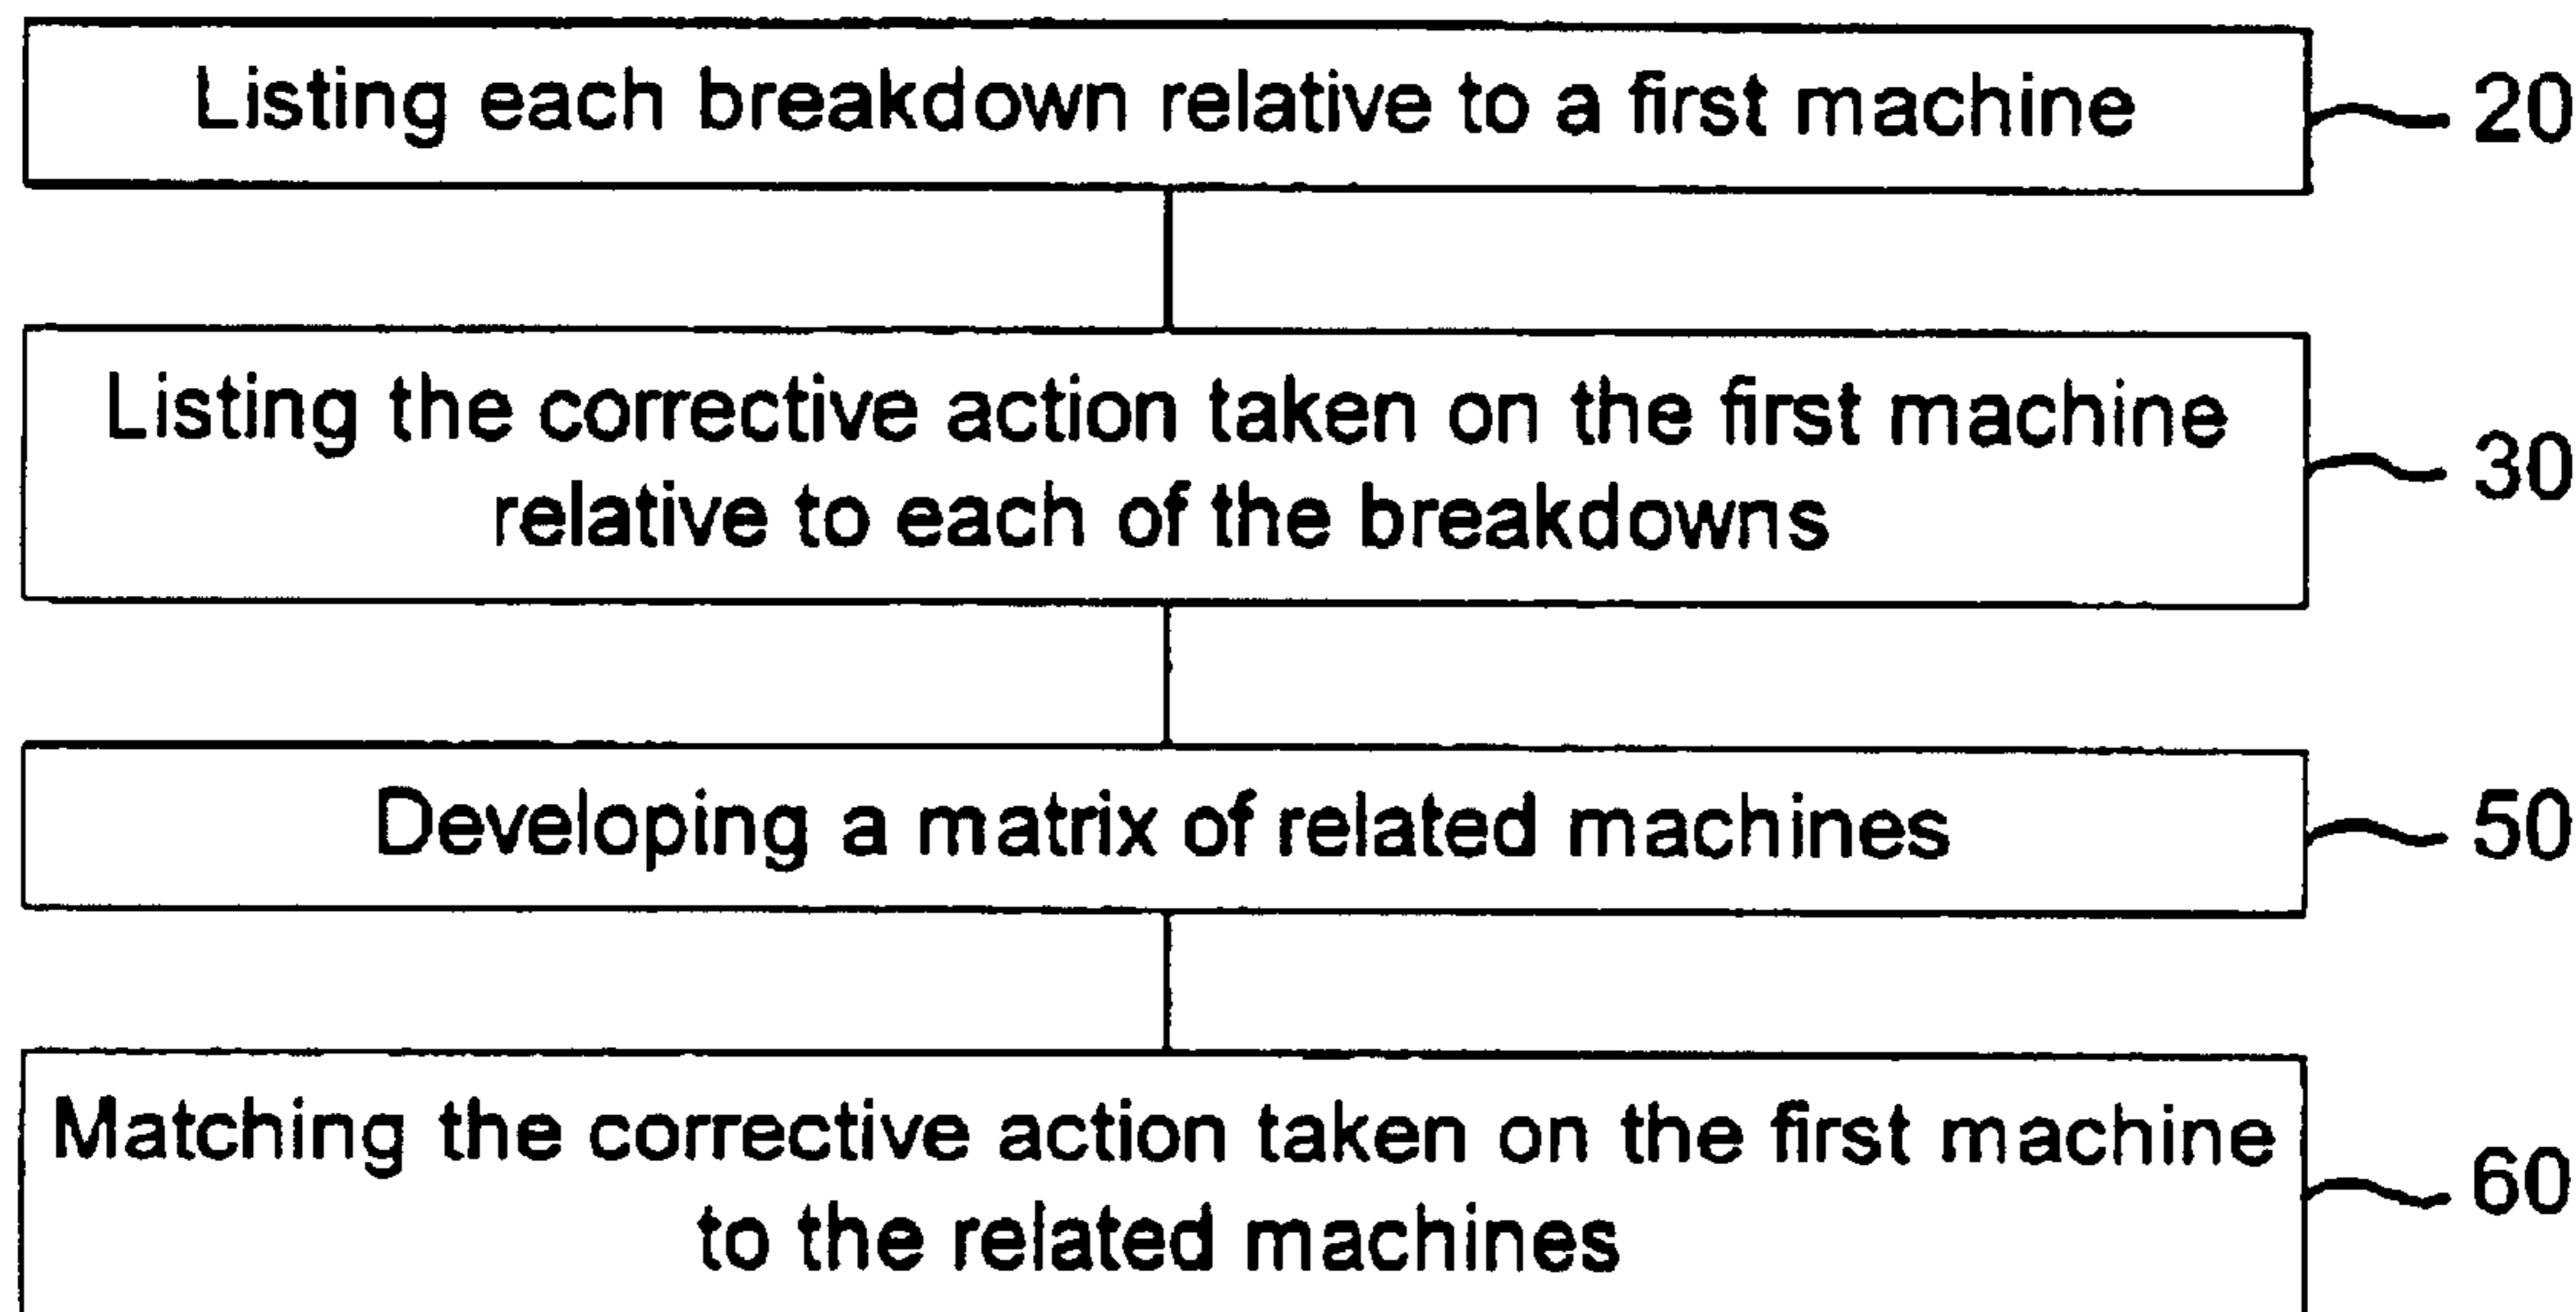 Listing each breakdown relative to a first machine
20
Listing the corrective action taken on the first machine
relative to each of the breakdowns
30
Developing a matrix of related machines
50
Matching the corrective action taken on the first machine
to the related machines
60